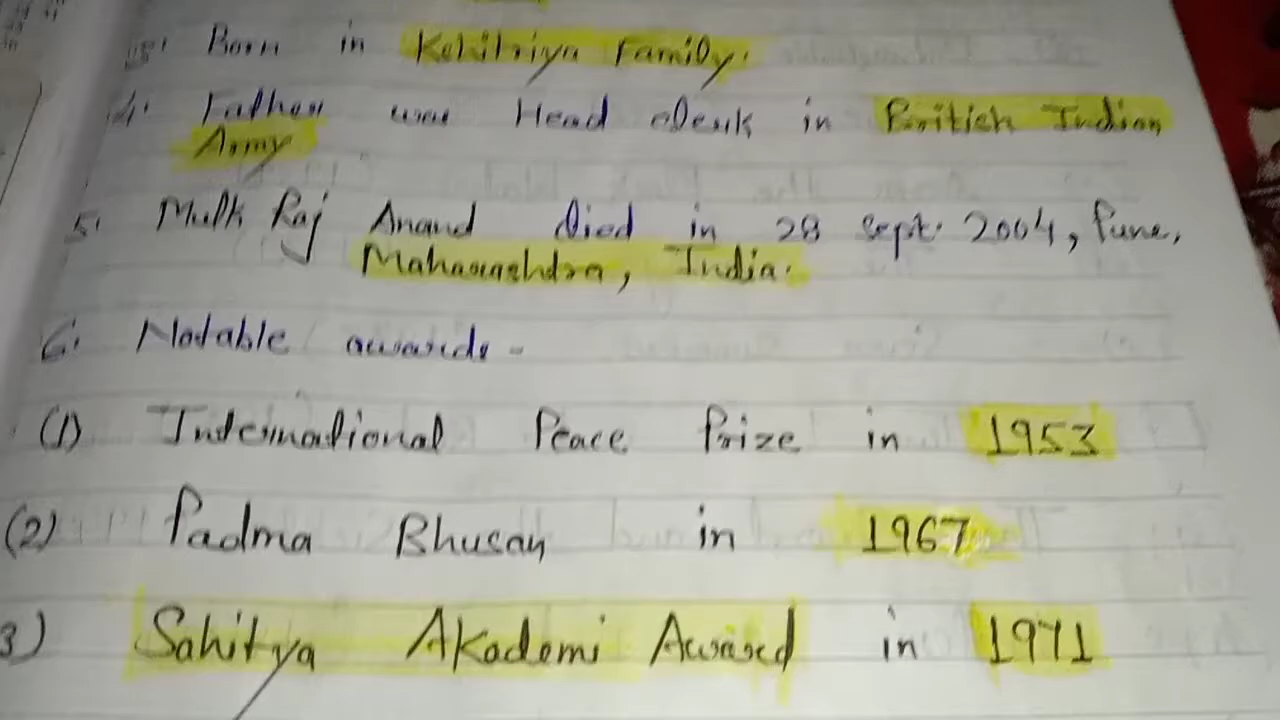 3. Born in Kshitriya Family.
4. Father was Head clerk in British Indian
Army
5. Mulk Raj Anand Died in 28 Sept. 2004, Pune,
Maharashtra, India.
6. Notable awards -
(1) International Peace Prize in 1953
(2) Padma Bhusan in 1967
3) Sahitya Akademi Award in 1971